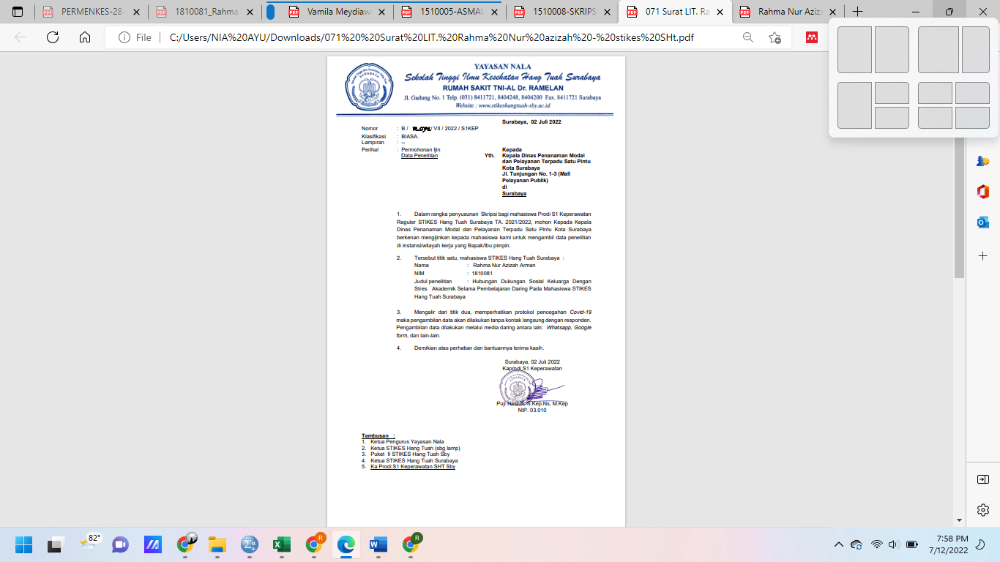 PERMENKES-28-
1810081_Rahma
Vamila Meydiaw
1510005-ASMAU
1510008-SKRIPS
071 Surat LIT. Ra
Rahma Nur Aziza
File
C:/Users/NIA%20AYU/Downloads/071%20%20Surat%20LIT.%20Rahma%20Nur%20azizah%20-%20stikes%20SHt.pdf
YAYASAN NALA
Sekolah Tinggi Ilmu Kesehatan Hang Tuah Surabaya
RUMAH SAKIT TNI-AL Dr. RAMELAN
Jl. Gadung No. 1 Telp. (031) 8411721, 8404248, 8404200 Fax. 8411721 Surabaya
Website : www.stikeshangtuah-sby.ac.id
Surabaya, 02 Juli 2022
Nomor : B / / VII / 2022 / S1KEP
Klasifikasi : BIASA.
Lampiran : --
Perihal : Permohonan Ijin
Data Penelitian
Kepada
Yth. Kepala Dinas Penanaman Modal
dan Pelayanan Terpadu Satu Pintu
Kota Surabaya
Jl. Tunjungan No. 1-3 (Mall
Pelayanan Publik)
di
Surabaya
1. Dalam rangka penyusunan Skripsi bagi mahasiswa Prodi S1 Keperawatan
Reguler STIKES Hang Tuah Surabaya TA. 2021/2022, mohon Kepada Kepala
Dinas Penanaman Modal dan Pelayanan Terpadu Satu Pintu Kota Surabaya
berkenan mengijinkan kepada mahasiswa kami untuk mengambil data penelitian
di instansi/wilayah kerja yang Bapak/Ibu pimpin.
2. Tersebut titik satu, mahasiswa STIKES Hang Tuah Surabaya :
Nama : Rahma Nur Azizah Arman
NIM : 1810081
Judul penelitian : Hubungan Dukungan Sosial Keluarga Dengan
Stres Akademik Selama Pembelajaran Daring Pada Mahasiswa STIKES
Hang Tuah Surabaya
3. Mengalir dari titik dua, memperhatikan protokol pencegahan Covid-19
maka pengambilan data akan dilakukan tanpa kontak langsung dengan responden.
Pengambilan data dilakukan melalui media daring antara lain: Whatsapp, Google
form, dan lain-lain.
4. Demikian atas perhatian dan bantuannya terima kasih.
Surabaya, 02 Juli 2022
Kaprodi S1 Keperawatan
Puji Hastuti, S.Kep.Ns, M.Kep
NIP. 03.010
Tembusan :
1. Ketua Pengurus Yayasan Nala
2. Ketua STIKES Hang Tuah (sbg lamp)
3. Puket II STIKES Hang Tuah Sby
4. Ketua STIKES Hang Tuah Surabaya
5. Ka Prodi S1 Keperawatan SHT Sby
82°
7:58 PM
7/12/2022